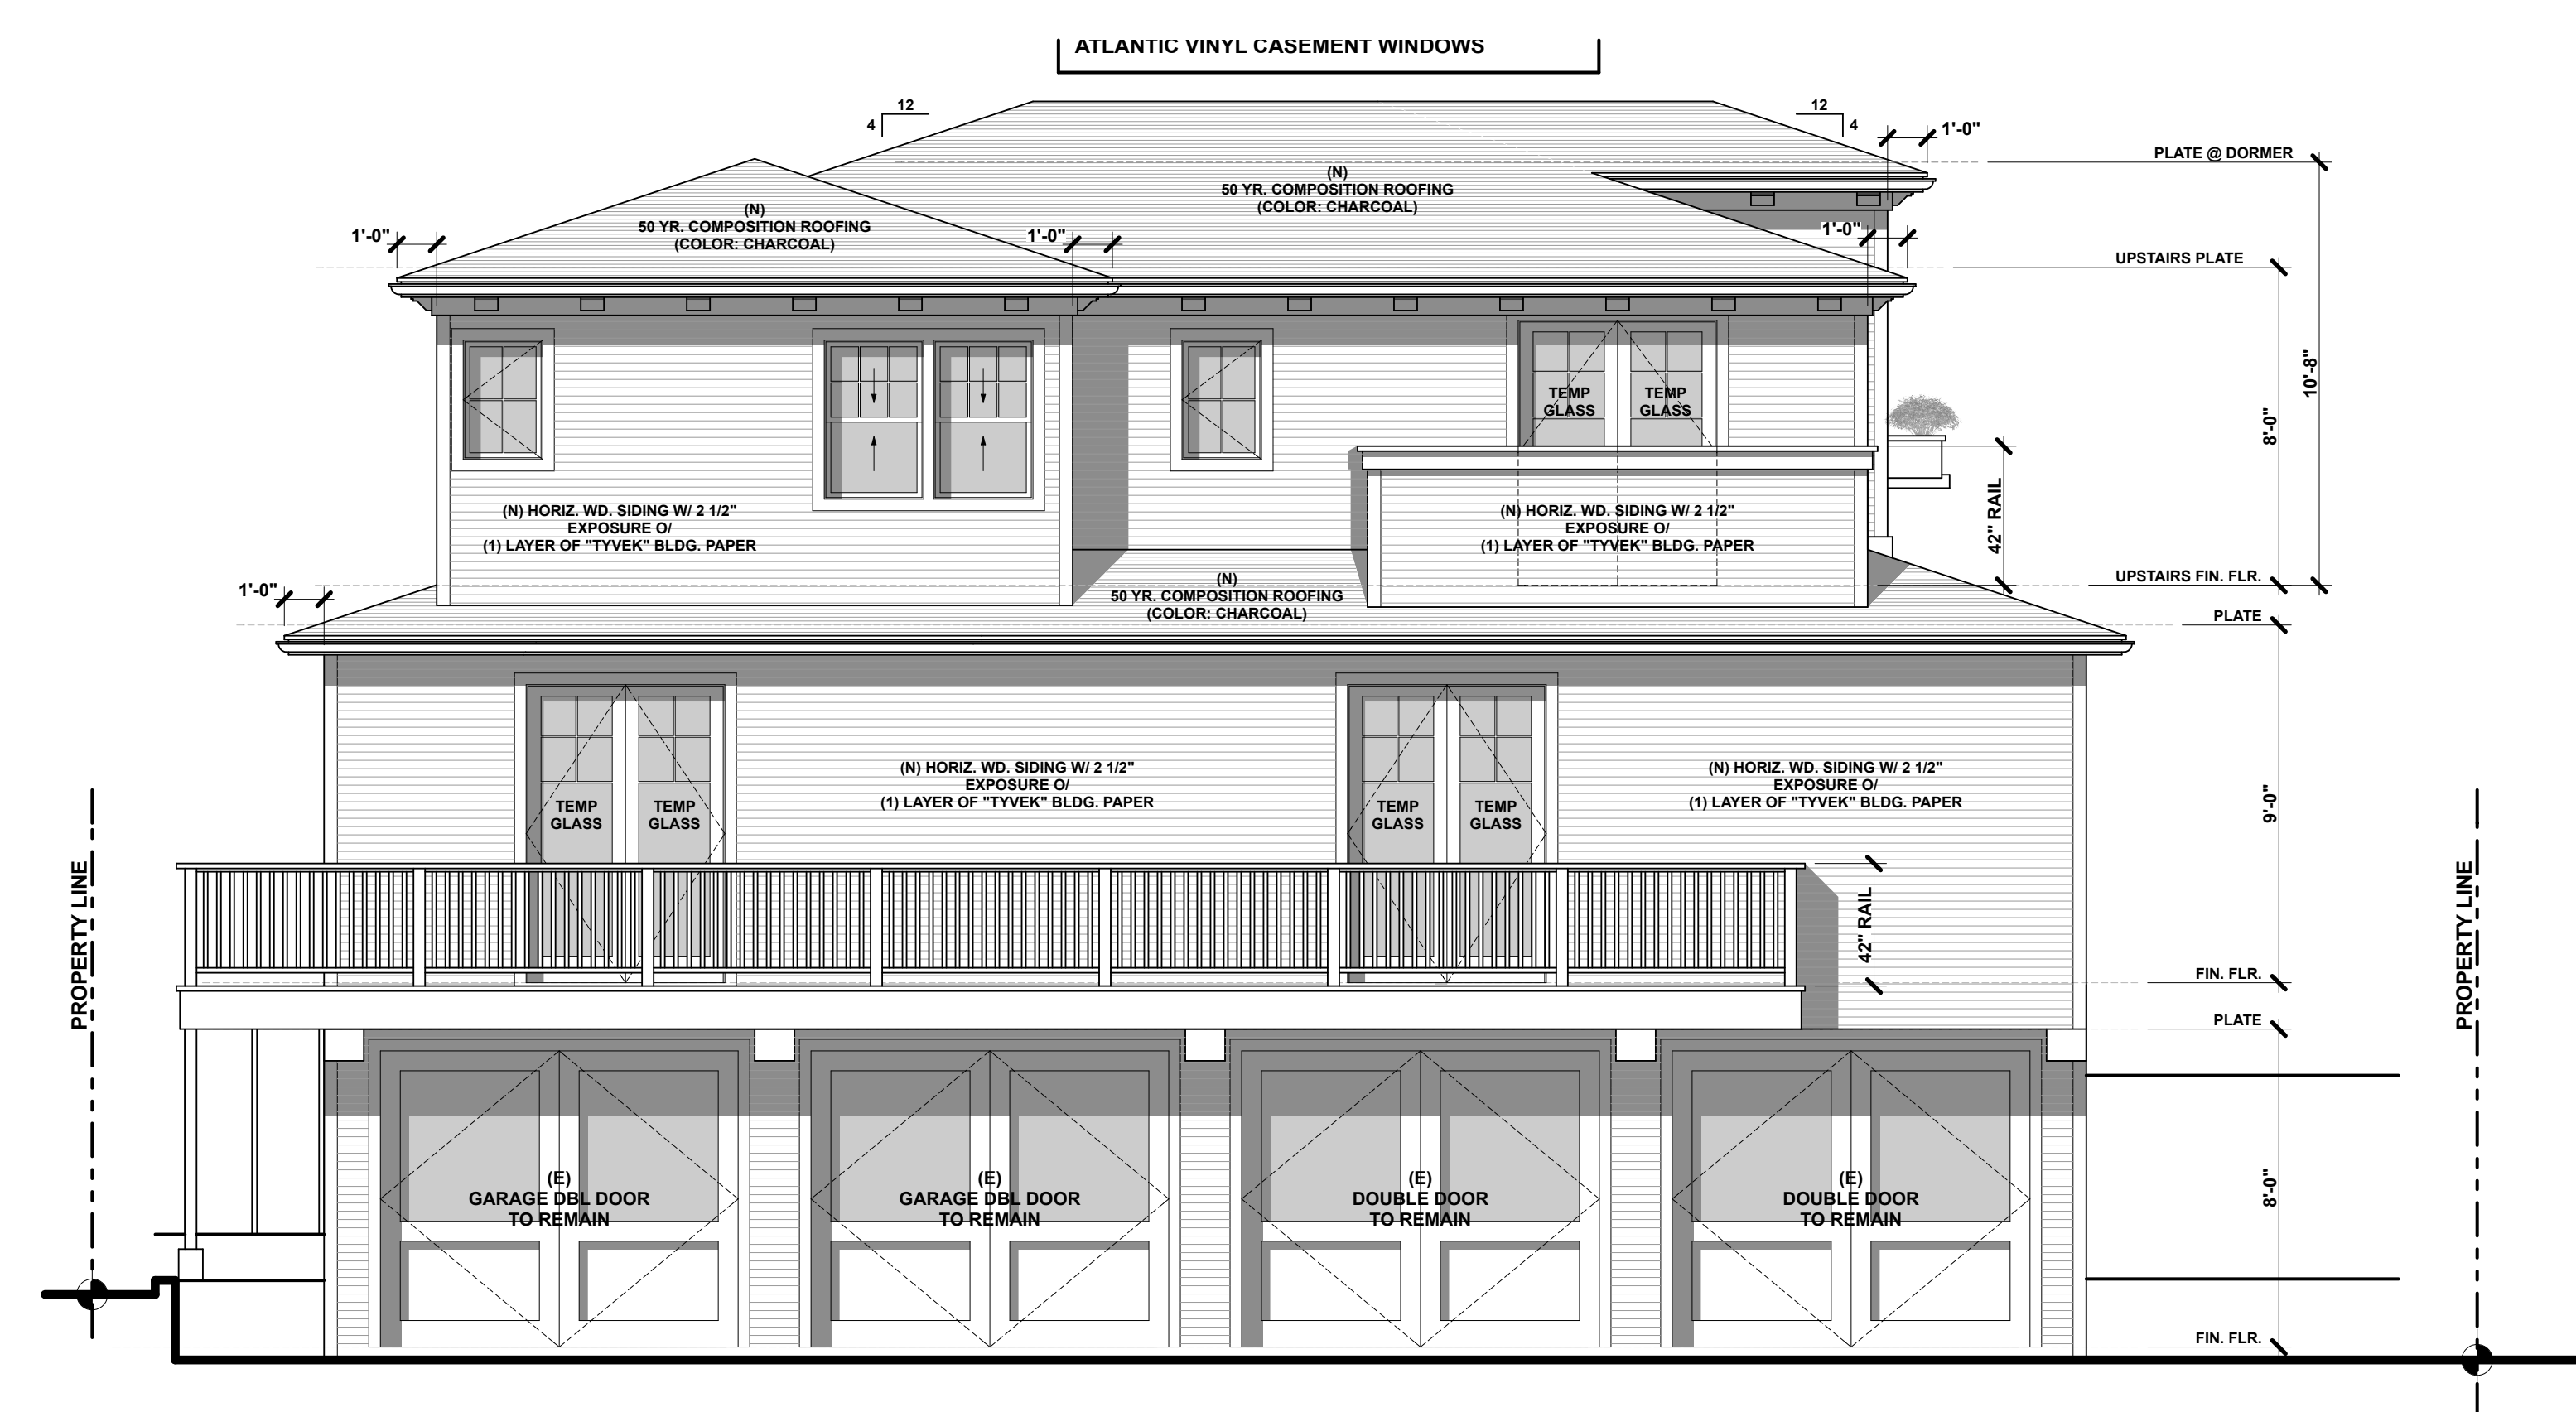 ATLANTIC VINYL CASEMENT WINDOWS
12
4
12
4
1'-0"
PLATE @ DORMER
(N)
50 YR. COMPOSITION ROOFING
(COLOR: CHARCOAL)
(N)
50 YR. COMPOSITION ROOFING
(COLOR: CHARCOAL)
1'-0"
1'-0"
1'-0"
UPSTAIRS PLATE
10'-8"
8'-0"
TEMP
GLASS
TEMP
GLASS
42" RAIL
(N) HORIZ. WD. SIDING W/ 2 1/2"
EXPOSURE O/
(1) LAYER OF "TYVEK" BLDG. PAPER
(N) HORIZ. WD. SIDING W/ 2 1/2"
EXPOSURE O/
(1) LAYER OF "TYVEK" BLDG. PAPER
1'-0"
(N)
50 YR. COMPOSITION ROOFING
(COLOR: CHARCOAL)
UPSTAIRS FIN. FLR.
PLATE
(N) HORIZ. WD. SIDING W/ 2 1/2"
EXPOSURE O/
(1) LAYER OF "TYVEK" BLDG. PAPER
(N) HORIZ. WD. SIDING W/ 2 1/2"
EXPOSURE O/
(1) LAYER OF "TYVEK" BLDG. PAPER
TEMP
GLASS
TEMP
GLASS
TEMP
GLASS
TEMP
GLASS
9'-0"
PROPERTY LINE
42" RAIL
PROPERTY LINE
FIN. FLR.
PLATE
(E)
GARAGE DBL DOOR
TO REMAIN
(E)
GARAGE DBL DOOR
TO REMAIN
(E)
DOUBLE DOOR
TO REMAIN
(E)
DOUBLE DOOR
TO REMAIN
8'-0"
FIN. FLR.